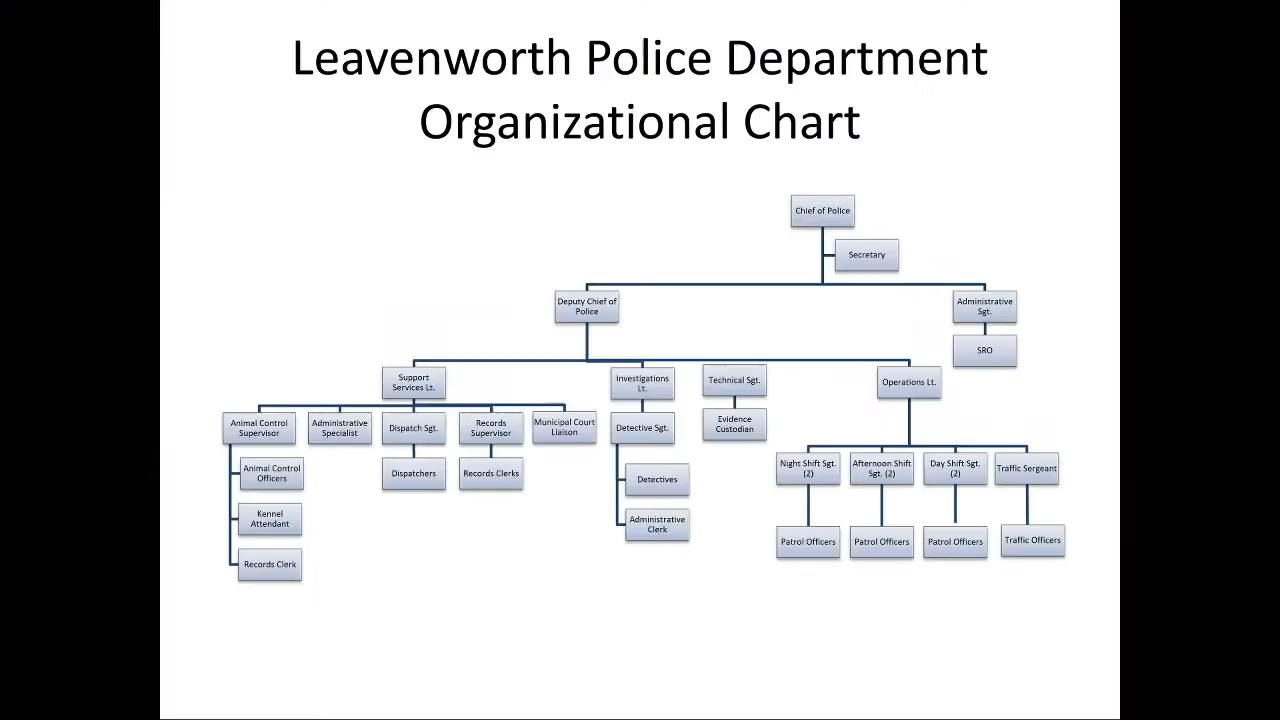 Leavenworth Police Department
Organizational Chart
Chief of Police
Secretary
Deputy Chief of
Police
Administrative
Sgt.
SRO
Support
Services Lt.
Investigations
Lt.
Technical Sgt.
Operations Lt.
Evidence
Custodian
Animal Control
Supervisor
Administrative
Specialist
Dispatch Sgt.
Records
Supervisor
Municipal Court
Liaison
Detective Sgt.
Animal Control
Officers
Dispatchers
Records Clerks
Detectives
Night Shift Sgt.
(2)
Afternoon Shift
Sgt. (2)
Day Shift Sgt.
(2)
Traffic Sergeant
Kennel
Attendant
Administrative
Clerk
Patrol Officers
Patrol Officers
Patrol Officers
Traffic Officers
Records Clerk